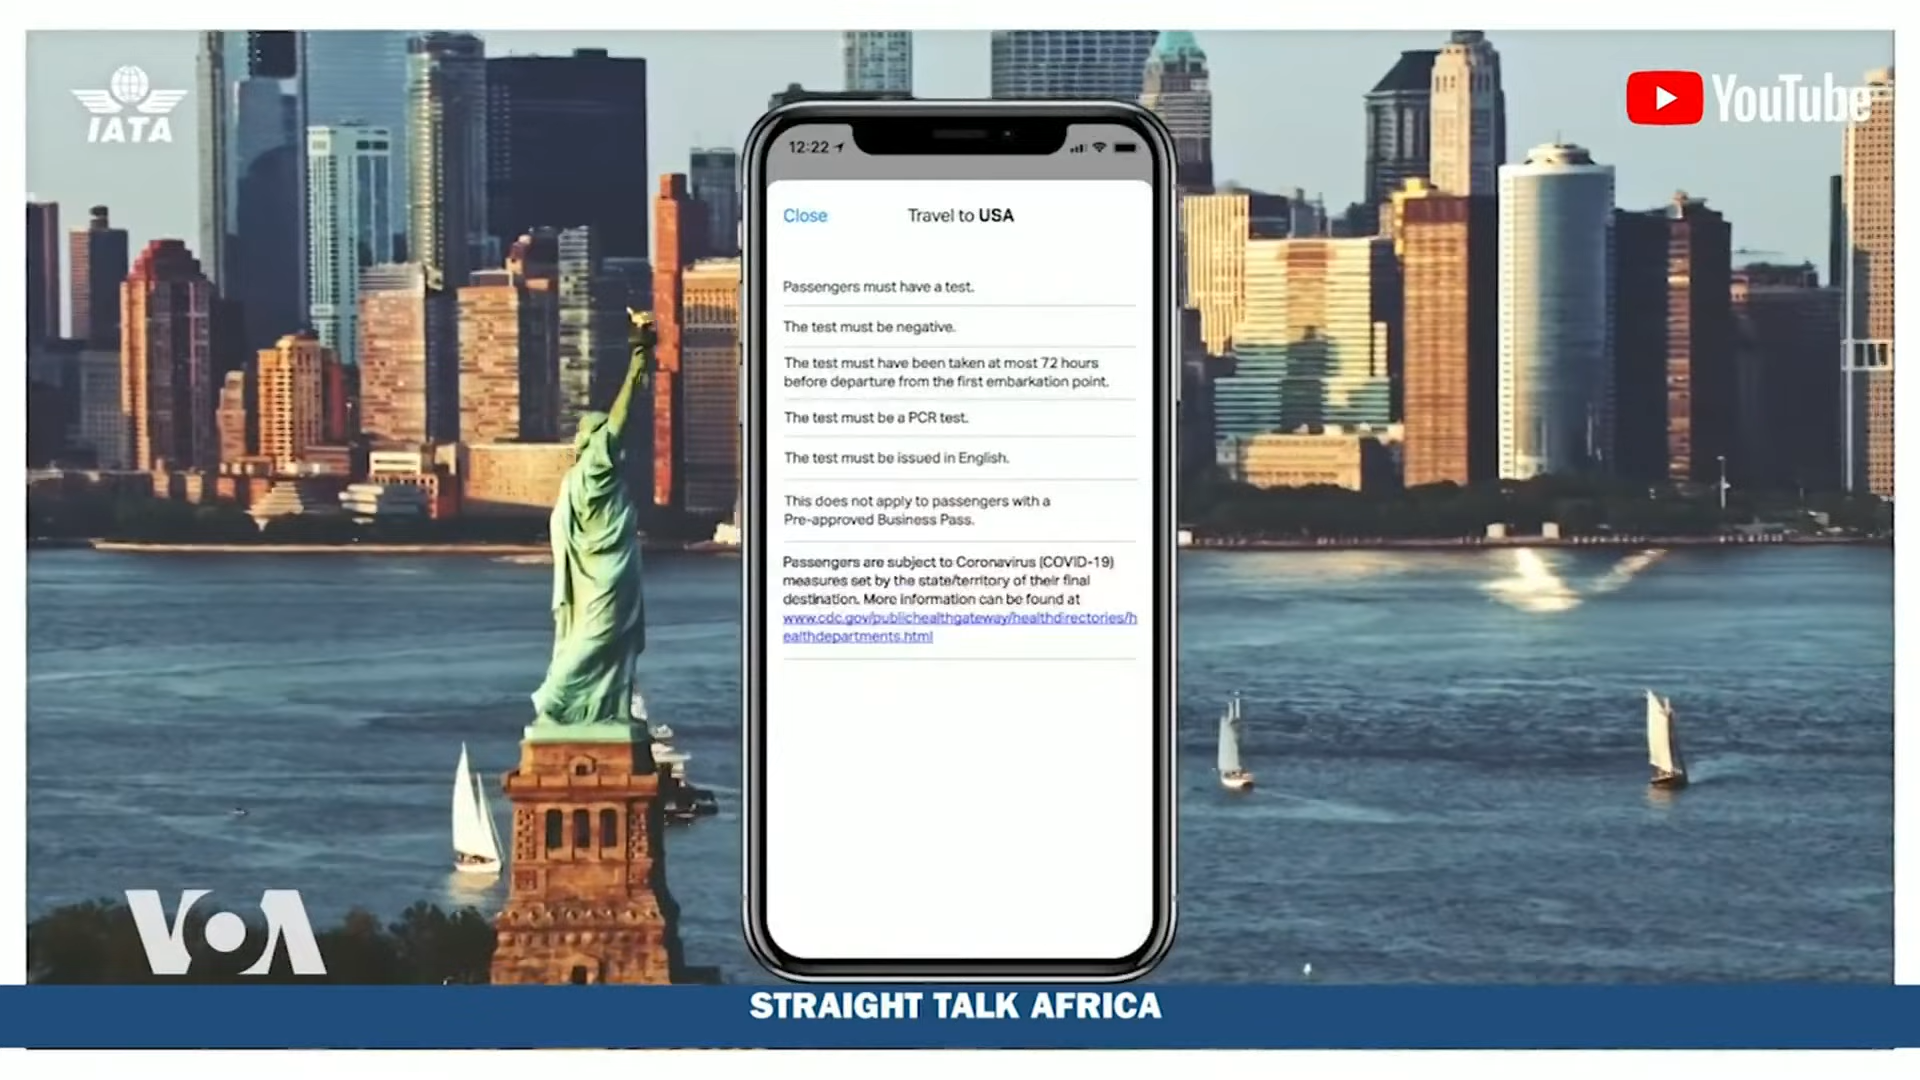 IATA
YouTube
12:22
Close
Travel to USA
Passengers must have a test.
The test must be negative.
The test must have been taken at most 72 hours
before departure from the first embarkation point.
The test must be a PCR test.
The test must be issued in English.
This does not apply to passengers with a
Pre-approved Business Pass.
Passengers are subject to Coronavirus (COVID-19)
measures set by the state/territory of their final
destination. More information can be found at
www.cdc.gov/publichealthgateway/healthdirectories/h
ealthdepartments.html
VOA
STRAIGHT TALK AFRICA